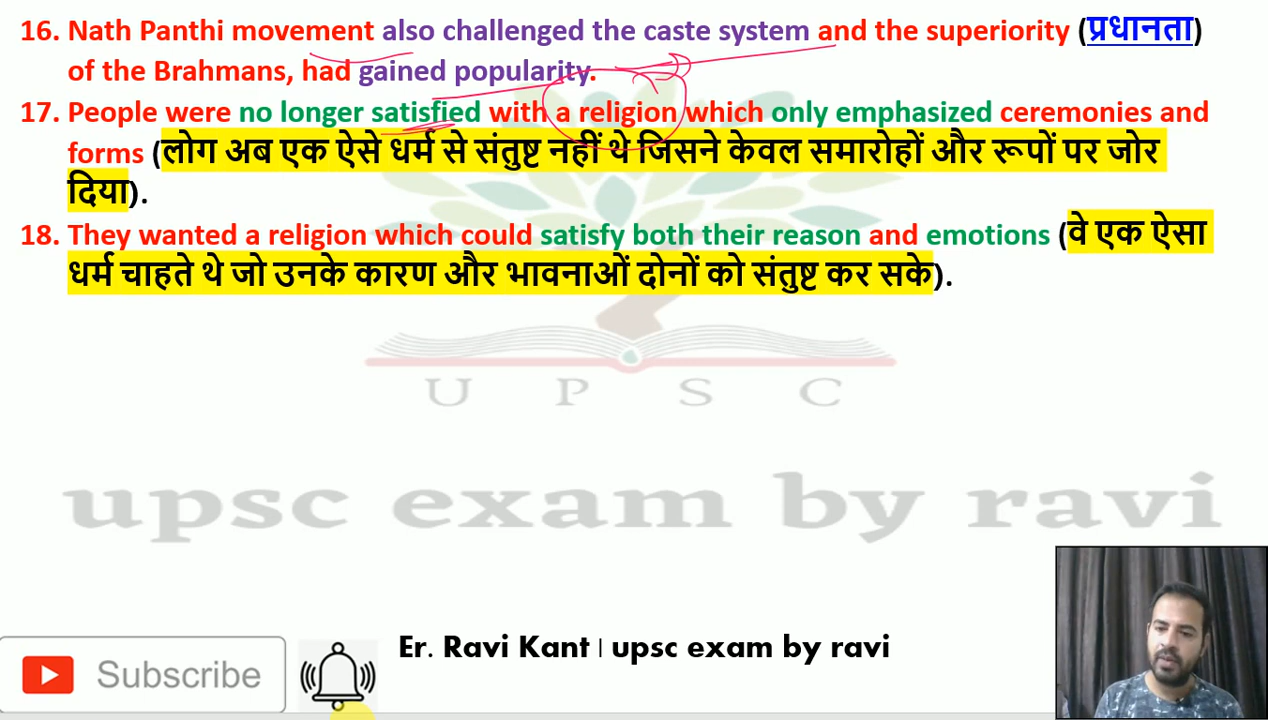 16. Nath Panthi movement also challenged the caste system and the superiority (प्रधानता)
of the Brahmans, had gained popularity.
17. People were no longer satisfied with a religion which only emphasized ceremonies and
forms (लोग अब एक ऐसे धर्म से संतुष्ट नहीं थे जिसने केवल समारोहों और रूपों पर जोर
दिया).
18. They wanted a religion which could satisfy both their reason and emotions (वे एक ऐसा
धर्म चाहते थे जो उनके कारण और भावनाओं दोनों को संतुष्ट कर सके).
U P S C
upsc exam by ravi
Er. Ravi Kant | upsc exam by ravi
Subscribe